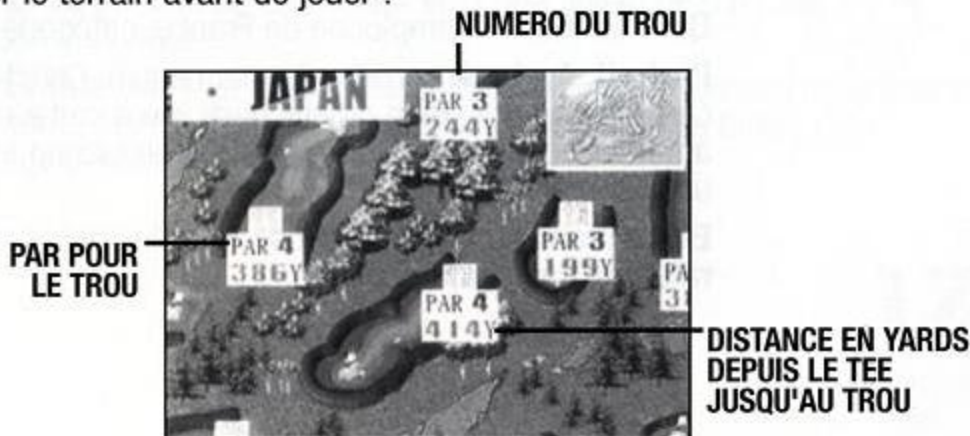 le terrain avant de jouer :
NUMERO DU TROU
JAPAN
PAR 3
244Y
PAR POUR
LE TROU
PAR 4
386Y
PAR 3
199Y
PAR 4
414Y
DISTANCE EN YARDS
DEPUIS LE TEE
JUSQU'AU TROU